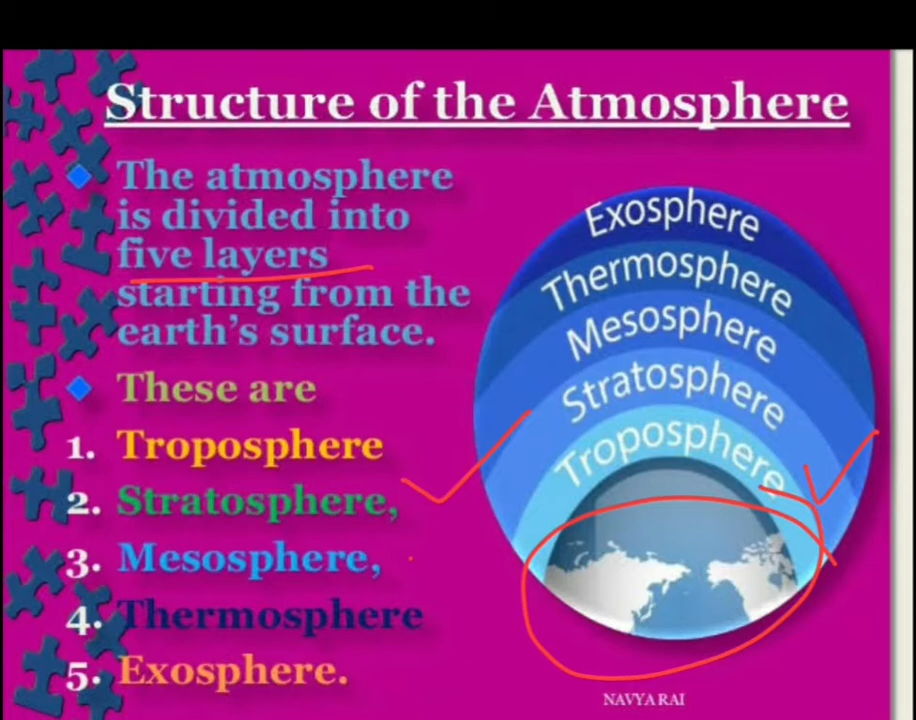 Structure of the Atmosphere
The atmosphere
is divided into
five layers
starting from the
earth's surface.
These are
1. Troposphere
2. Stratosphere,
3. Mesosphere,
4. Thermosphere
5. Exosphere.
Exosphere
Thermosphere
Mesosphere
Stratosphere
Troposphere
NAVYA RAI